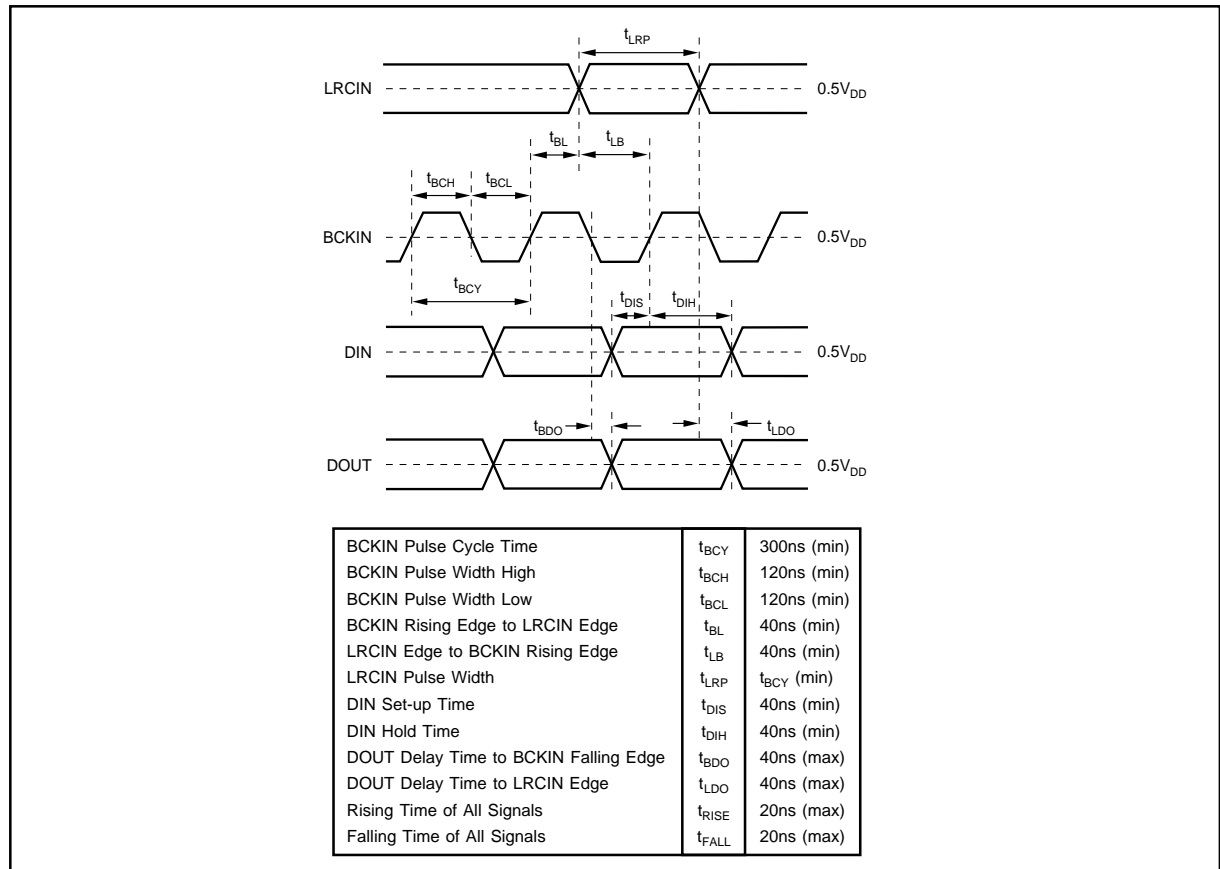 tLRP
LRCIN 0.5VDD
tBL tLB
tBCH tBCL
BCKIN 0.5VDD
tBCY tDIS tDIH
DIN 0.5VDD
tBDO tLDO
DOUT 0.5VDD
BCKIN Pulse Cycle Time tBCY 300ns (min)
BCKIN Pulse Width High tBCH 120ns (min)
BCKIN Pulse Width Low tBCL 120ns (min)
BCKIN Rising Edge to LRCIN Edge tBL 40ns (min)
LRCIN Edge to BCKIN Rising Edge tLB 40ns (min)
LRCIN Pulse Width tLRP tBCY (min)
DIN Set-up Time tDIS 40ns (min)
DIN Hold Time tDIH 40ns (min)
DOUT Delay Time to BCKIN Falling Edge tBDO 40ns (max)
DOUT Delay Time to LRCIN Edge tLDO 40ns (max)
Rising Time of All Signals tRISE 20ns (max)
Falling Time of All Signals tFALL 20ns (max)